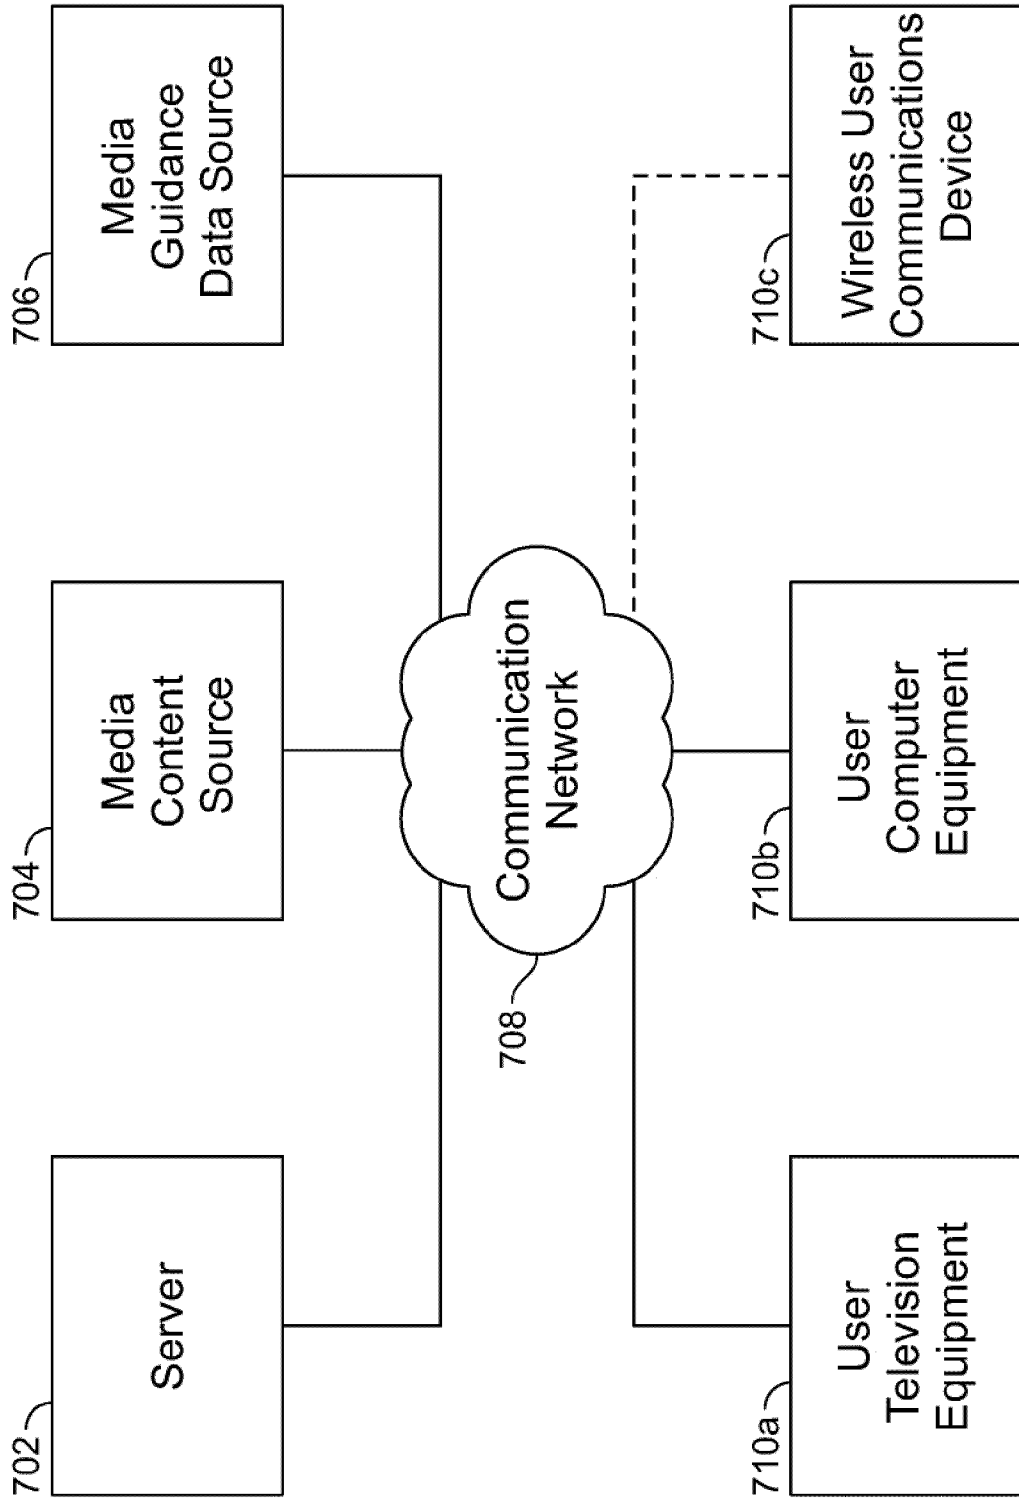 702
Server
704
Media
Content
Source
706
Media
Guidance
Data Source
708
Communication
Network
710a
User
Television
Equipment
710b
User
Computer
Equipment
710c
Wireless User
Communications
Device